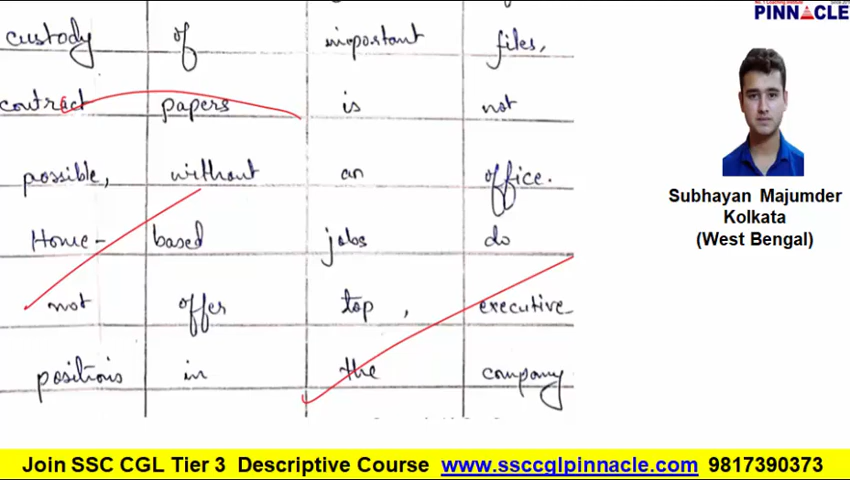 PINNACLE
custody of important files,
contract papers is not
possible, without an office.
Home- based jobs do
not offer top, executive
positions in the company
Subhayan Majumder
Kolkata
(West Bengal)
Join SSC CGL Tier 3 Descriptive Course www.ssccglpinnacle.com 9817390373